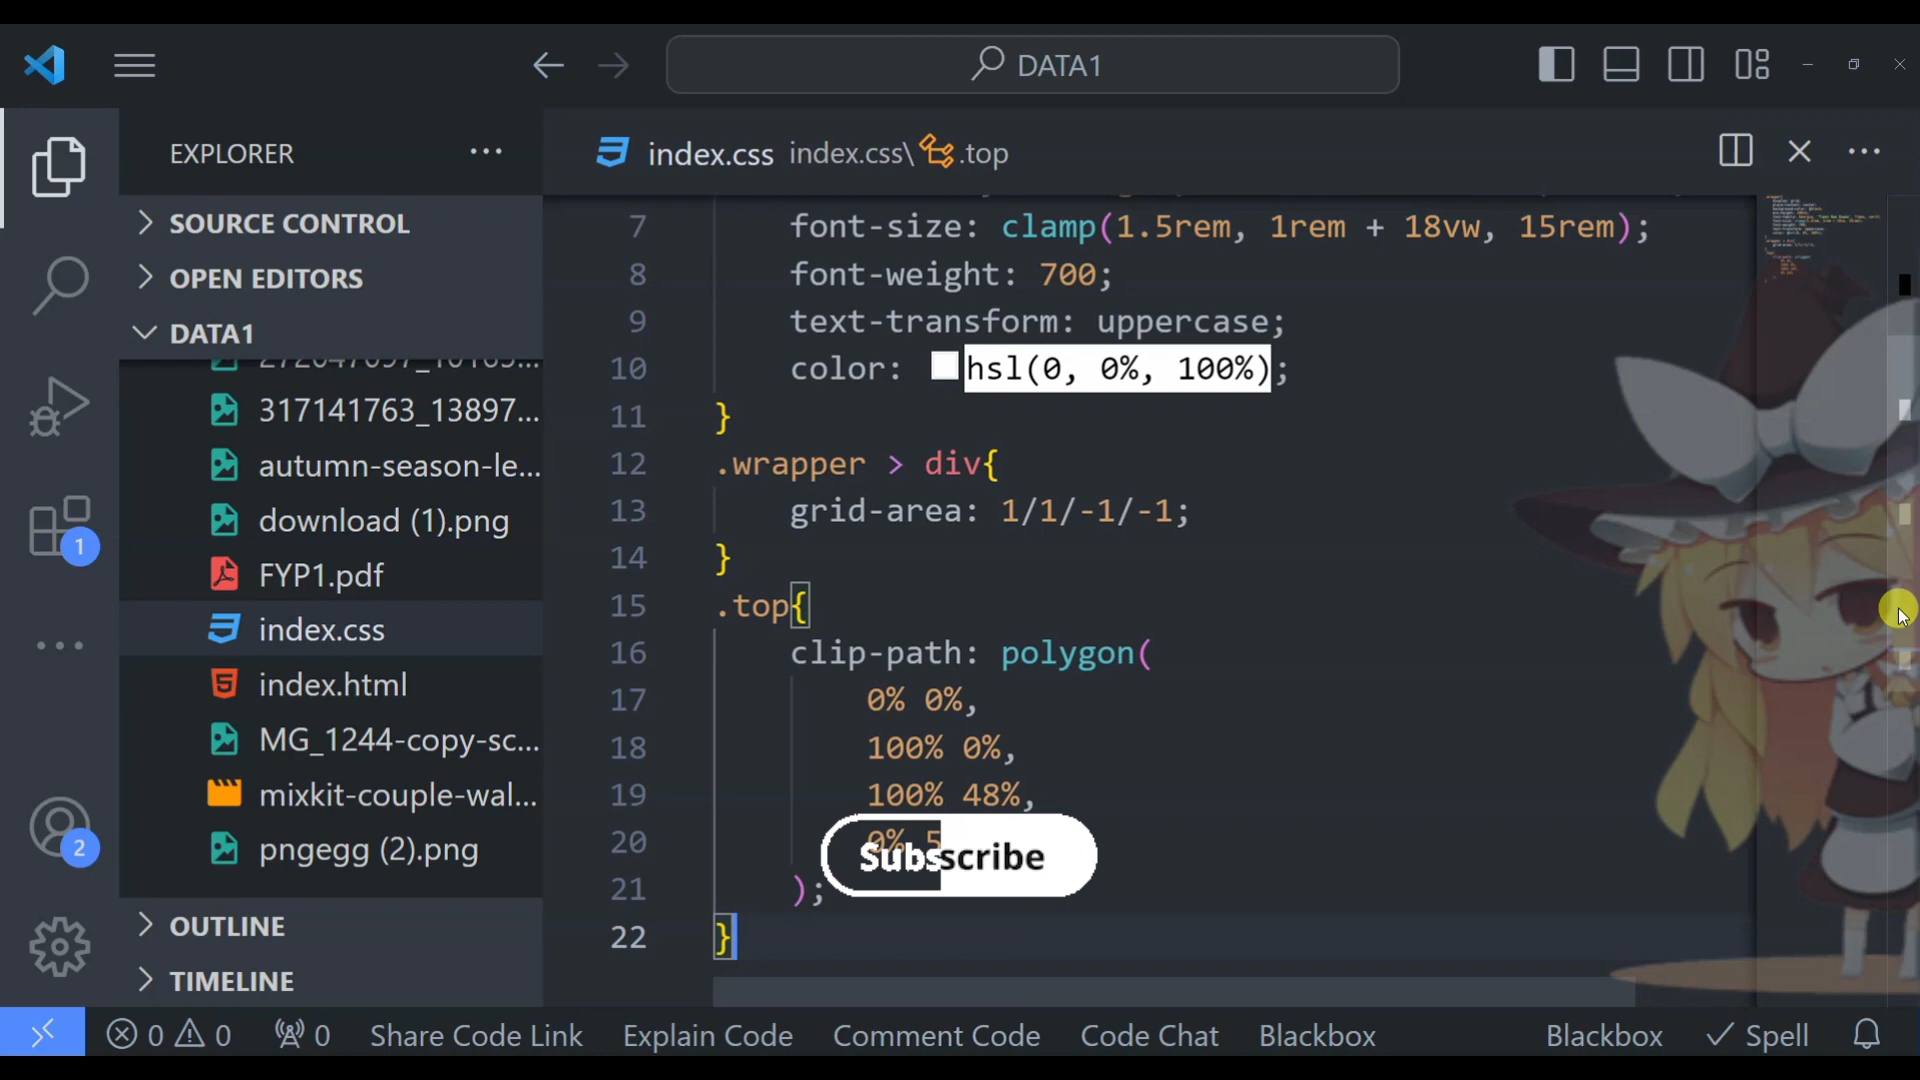 DATA1
EXPLORER
SOURCE CONTROL
OPEN EDITORS
DATA1
317141763_13897...
autumn-season-le...
download (1).png
FYP1.pdf
index.css
index.html
MG_1244-copy-sc...
mixkit-couple-wal...
pngegg (2).png
OUTLINE
TIMELINE
1
2
index.css index.css\ .top
7 font-size: clamp(1.5rem, 1rem + 18vw, 15rem);
8 font-weight: 700;
9 text-transform: uppercase;
10 color: hsl(0, 0%, 100%);
11 }
12 .wrapper > div{
13 grid-area: 1/1/-1/-1;
14 }
15 .top{
16 clip-path: polygon(
17 0% 0%,
18 100% 0%,
19 100% 48%,
20 0% 5
Subsscribe
21 );
22 }
0 0 0 Share Code Link Explain Code Comment Code Code Chat Blackbox Blackbox Spell